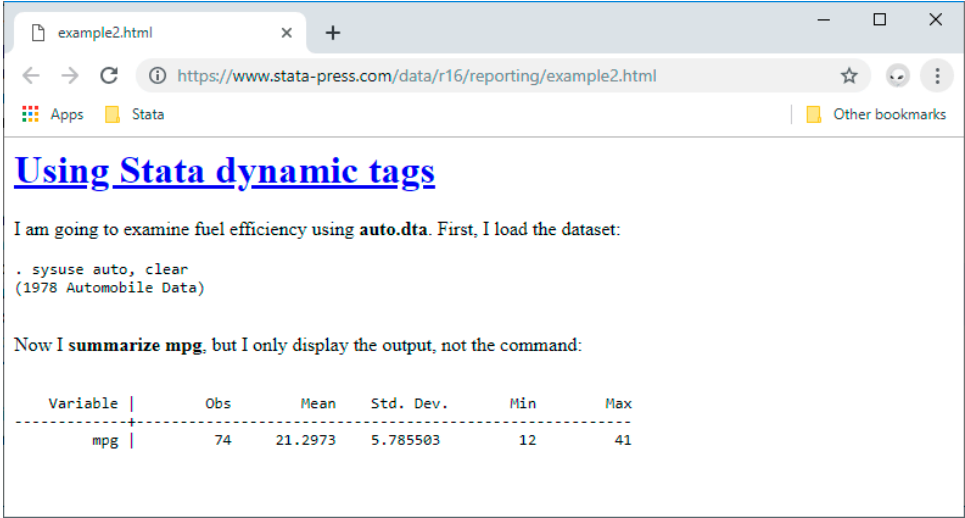 example2.html
https://www.stata-press.com/data/r16/reporting/example2.html
Apps Stata Other bookmarks
Using Stata dynamic tags
I am going to examine fuel efficiency using auto.dta. First, I load the dataset:
. sysuse auto, clear
(1978 Automobile Data)
Now I summarize mpg, but I only display the output, not the command:
Variable | Obs Mean Std. Dev. Min Max
-------------+---------------------------------------------------------
mpg | 74 21.2973 5.785503 12 41